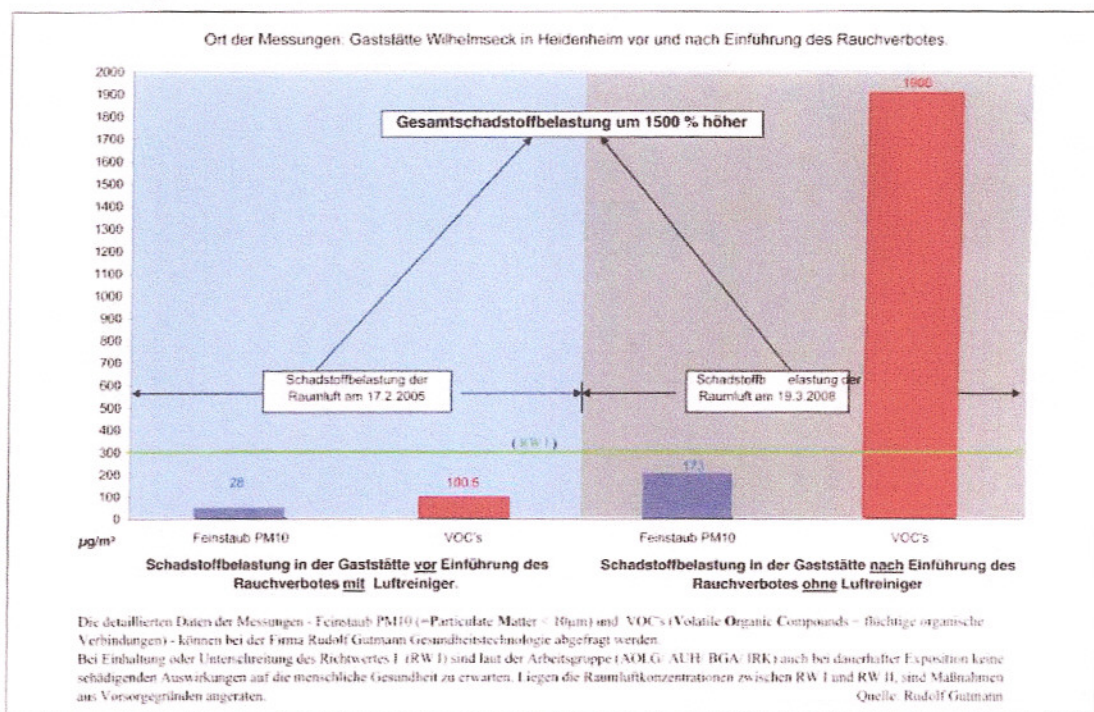 Ort der Messungen: Gaststätte Wilhelmseck in Heidenheim vor und nach Einführung des Rauchverbotes.
2000
1900
1800
1700
1600
1500
1400
1300
1200
1100
1000
900
800
700
600
500
400
300
200
100
0
µg/m³
1900
Gesamtschadstoffbelastung um 1500 % höher
Schadstoffbelastung der
Raumluft am 17.2.2005
Schadstoffb elastung der
Raumluft am 19.3.2008
( RW I )
28
100.5
173
Feinstaub PM10
VOC's
Feinstaub PM10
VOC's
Schadstoffbelastung in der Gaststätte vor Einführung des
Rauchverbotes mit Luftreiniger.
Schadstoffbelastung in der Gaststätte nach Einführung des
Rauchverbotes ohne Luftreiniger
Die detaillierten Daten der Messungen - Feinstaub PM10 (=Particulate Matter < 10µm) und VOC's (Volatile Organic Compounds = flüchtige organische
Verbindungen) - können bei der Firma Rudolf Gutmann Gesundheitstechnologie abgefragt werden.
Bei Einhaltung oder Unterschreitung des Richtwertes I (RW I) sind laut der Arbeitsgruppe (AOLG/ AUH/ BGA/ IRK) auch bei dauerhafter Exposition keine
schädigenden Auswirkungen auf die menschliche Gesundheit zu erwarten. Liegen die Raumluftkonzentrationen zwischen RW I und RW II, sind Maßnahmen
aus Vorsorgegründen angeraten.
Quelle: Rudolf Gutmann